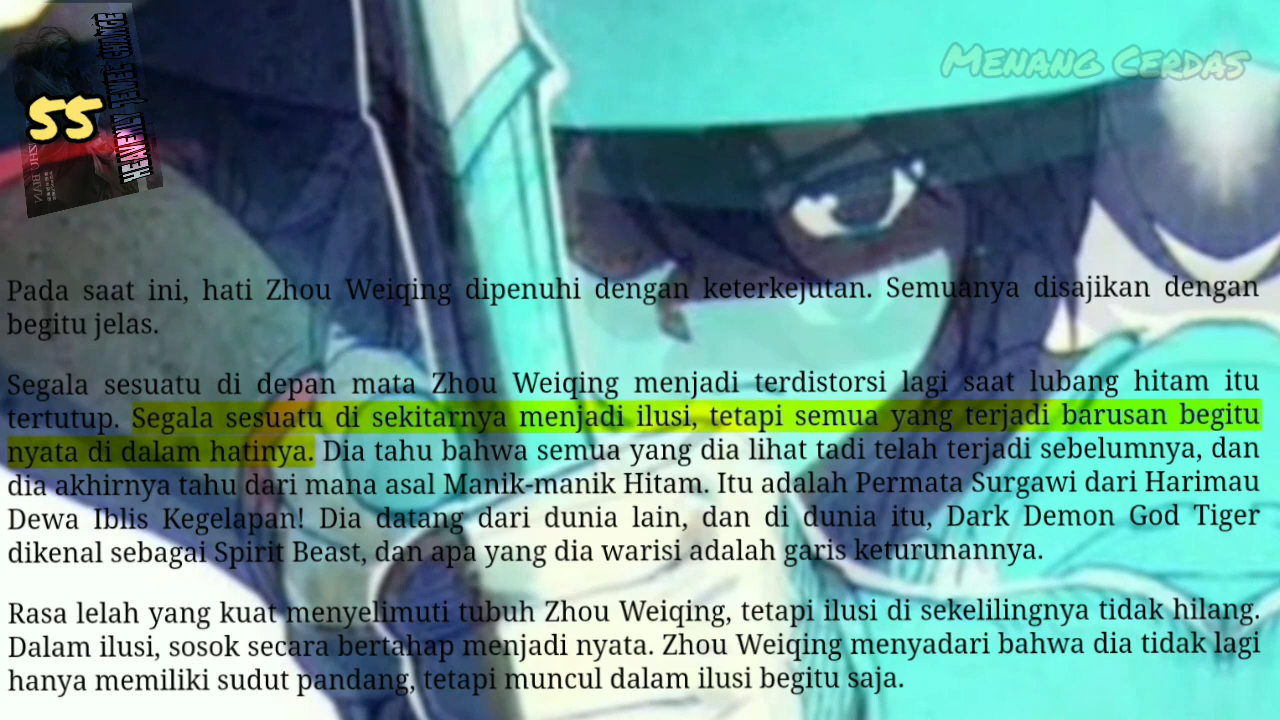 55
HEAVENLY JEWEL CHANGE
Menang Cerdas
Pada saat ini, hati Zhou Weiqing dipenuhi dengan keterkejutan. Semuanya disajikan dengan
begitu jelas.
Segala sesuatu di depan mata Zhou Weiqing menjadi terdistorsi lagi saat lubang hitam itu
tertutup. Segala sesuatu di sekitarnya menjadi ilusi, tetapi semua yang terjadi barusan begitu
nyata di dalam hatinya. Dia tahu bahwa semua yang dia lihat tadi telah terjadi sebelumnya, dan
dia akhirnya tahu dari mana asal Manik-manik Hitam. Itu adalah Permata Surgawi dari Harimau
Dewa Iblis Kegelapan! Dia datang dari dunia lain, dan di dunia itu, Dark Demon God Tiger
dikenal sebagai Spirit Beast, dan apa yang dia warisi adalah garis keturunannya.
Rasa lelah yang kuat menyelimuti tubuh Zhou Weiqing, tetapi ilusi di sekelilingnya tidak hilang.
Dalam ilusi, sosok secara bertahap menjadi nyata. Zhou Weiqing menyadari bahwa dia tidak lagi
hanya memiliki sudut pandang, tetapi muncul dalam ilusi begitu saja.